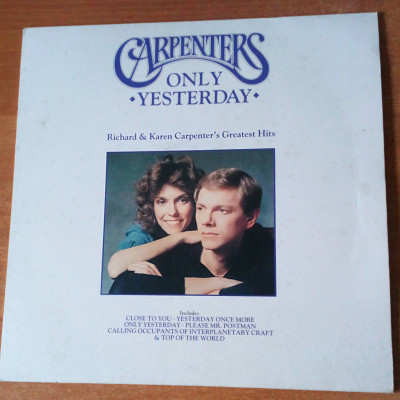 CARPENTERS
ONLY
•YESTERDAY•
Richard & Karen Carpenter's Greatest Hits
Includes
CLOSE TO YOU · YESTERDAY ONCE MORE
ONLY YESTERDAY · PLEASE MR. POSTMAN
CALLING OCCUPANTS OF INTERPLANETARY CRAFT
& TOP OF THE WORLD